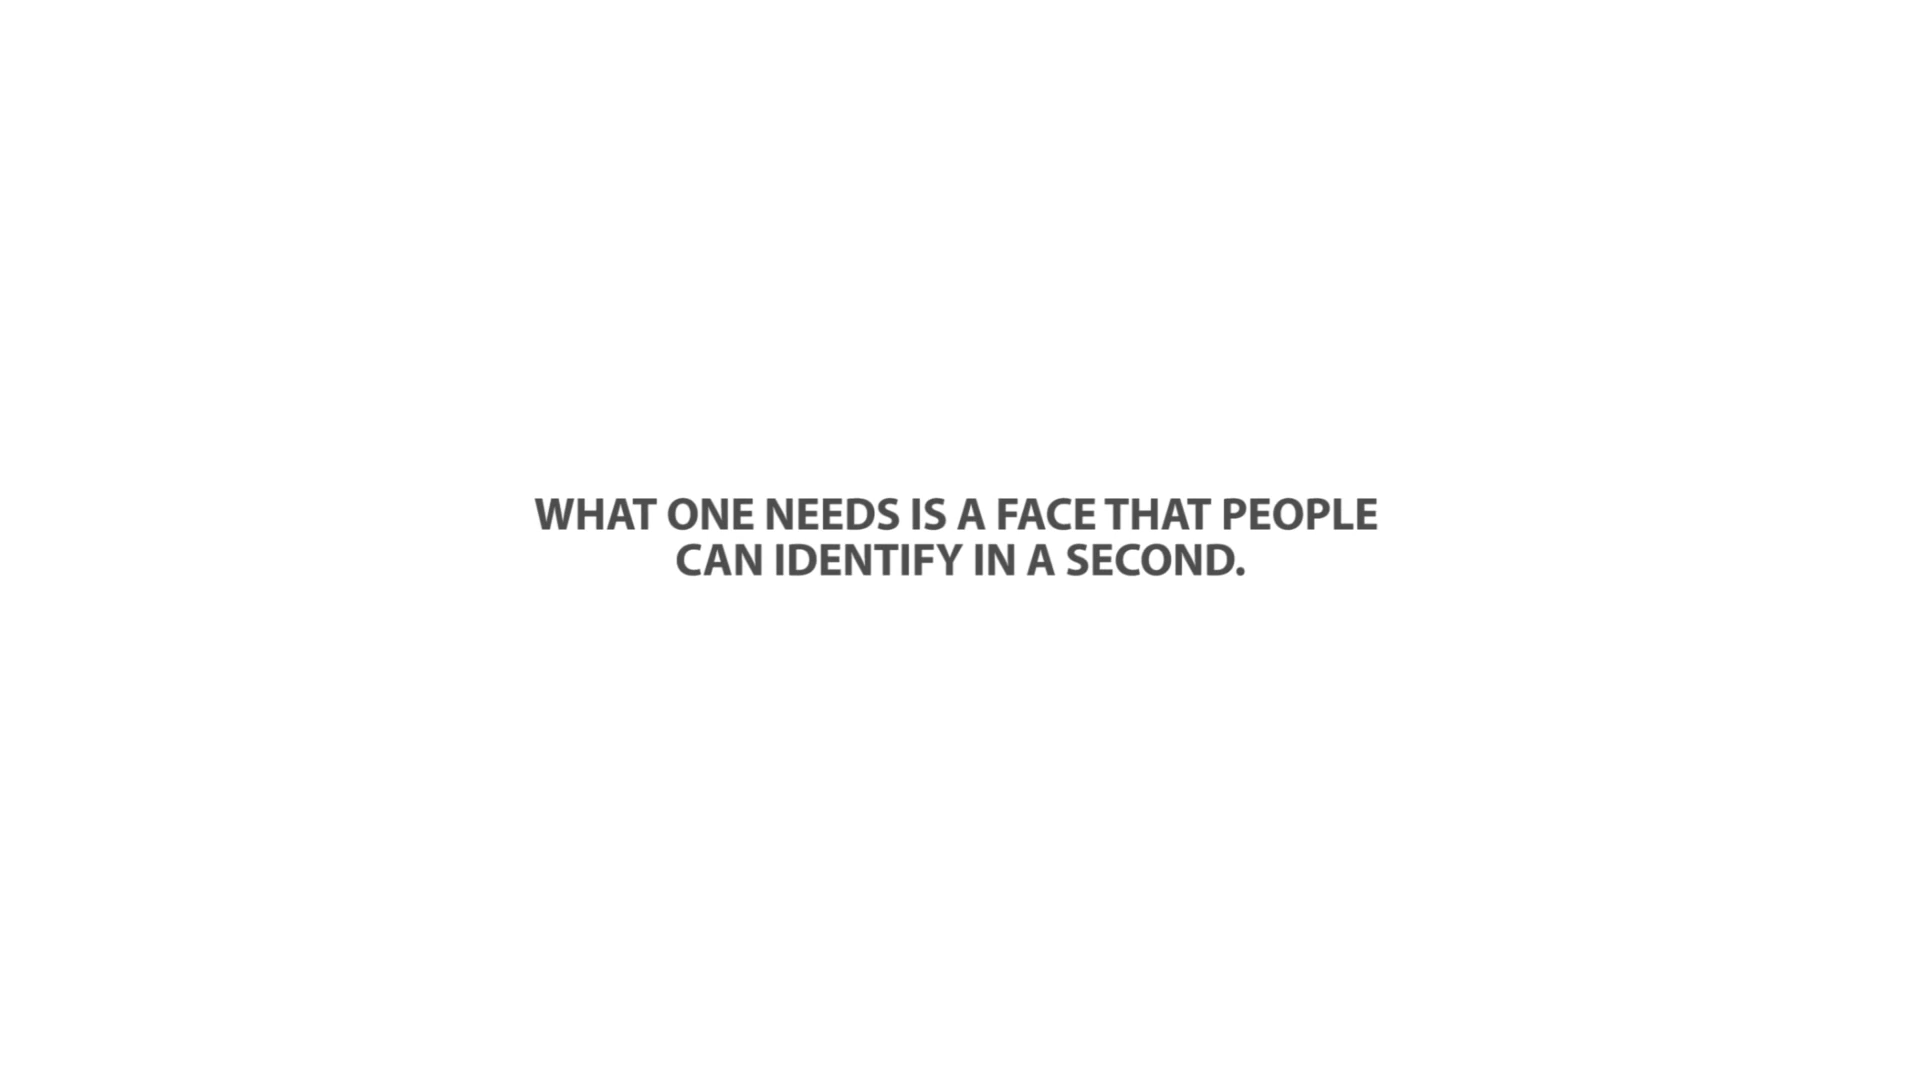 WHAT ONE NEEDS IS A FACE THAT PEOPLE
CAN IDENTIFY IN A SECOND.